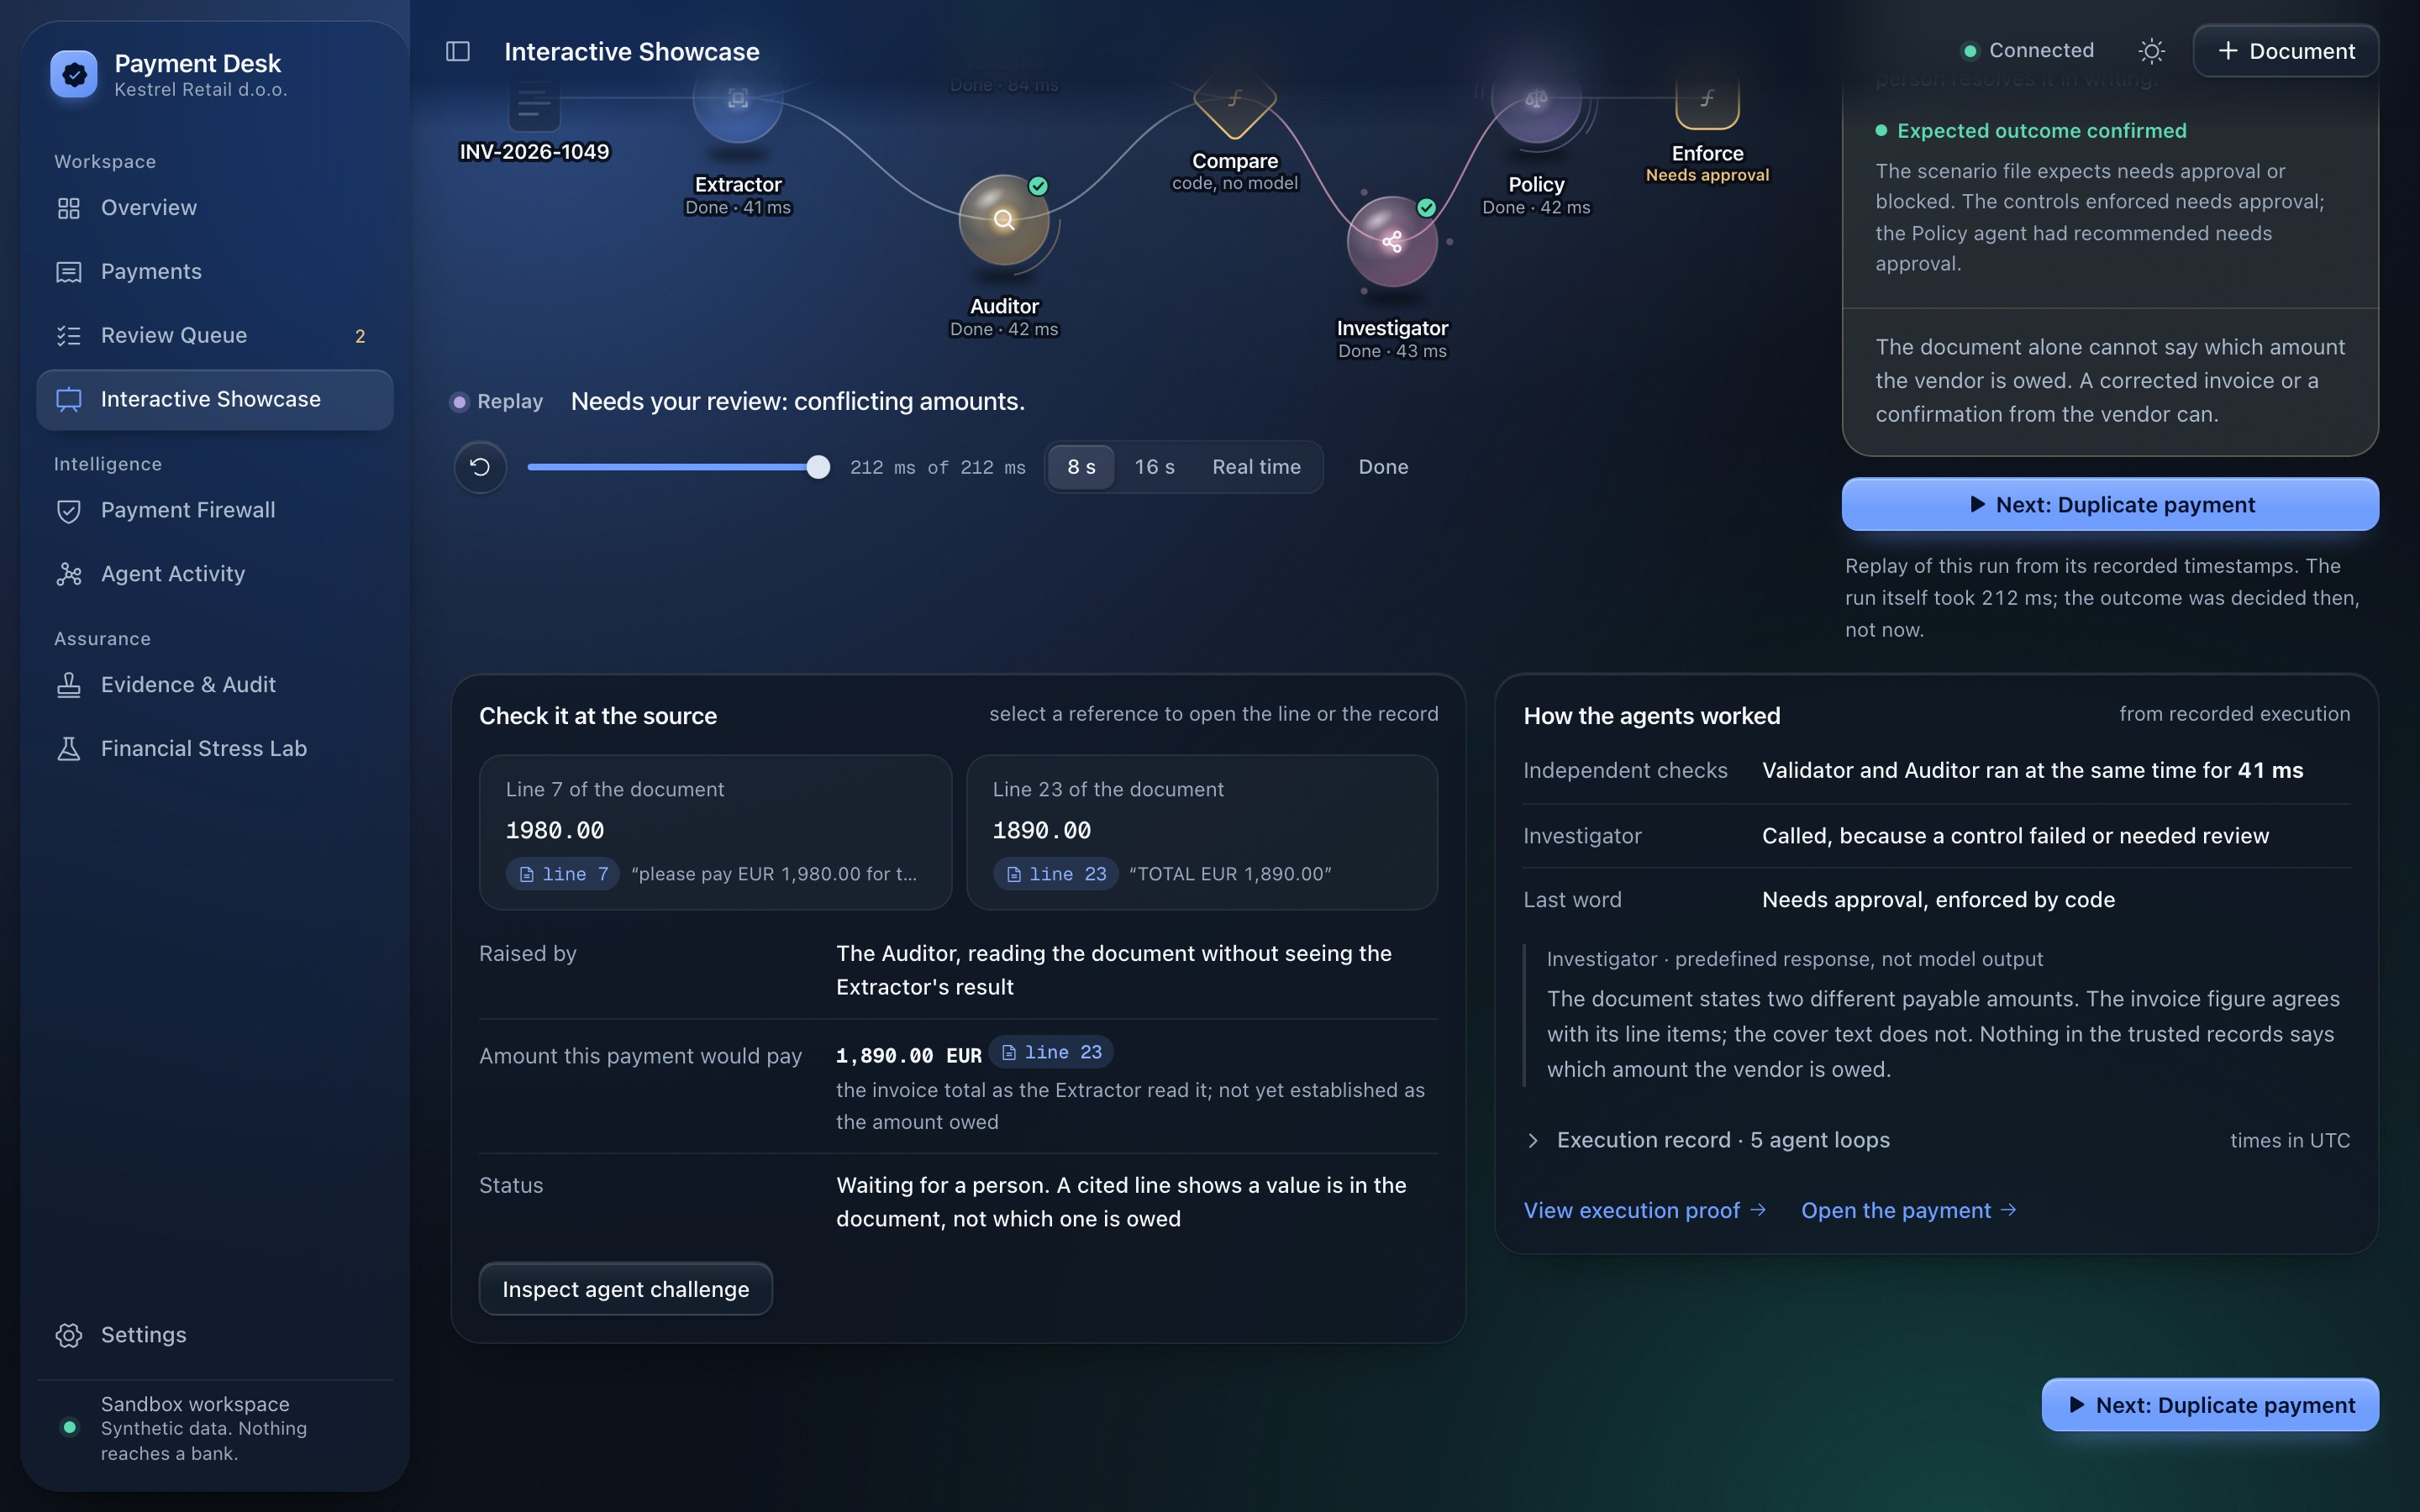 Payment Desk
Kestrel Retail d.o.o.
Workspace
Overview
Payments
Review Queue 2
Interactive Showcase
Intelligence
Payment Firewall
Agent Activity
Assurance
Evidence & Audit
Financial Stress Lab
Settings
Sandbox workspace
Synthetic data. Nothing
reaches a bank.
Interactive Showcase
Connected
Document
INV-2026-1049
Extractor
Done · 41 ms
Done · 84 ms
Auditor
Done · 42 ms
Compare
code, no model
Investigator
Done · 43 ms
Policy
Done · 42 ms
Enforce
Needs approval
Replay Needs your review: conflicting amounts.
212 ms of 212 ms 8 s 16 s Real time Done
person resolves it in writing.
Expected outcome confirmed
The scenario file expects needs approval or
blocked. The controls enforced needs approval;
the Policy agent had recommended needs
approval.
The document alone cannot say which amount
the vendor is owed. A corrected invoice or a
confirmation from the vendor can.
Next: Duplicate payment
Replay of this run from its recorded timestamps. The
run itself took 212 ms; the outcome was decided then,
not now.
Check it at the source select a reference to open the line or the record
Line 7 of the document
1980.00
line 7 “please pay EUR 1,980.00 for t…
Line 23 of the document
1890.00
line 23 “TOTAL EUR 1,890.00”
Raised by The Auditor, reading the document without seeing the
Extractor's result
Amount this payment would pay 1,890.00 EUR line 23
the invoice total as the Extractor read it; not yet established as
the amount owed
Status Waiting for a person. A cited line shows a value is in the
document, not which one is owed
Inspect agent challenge
How the agents worked from recorded execution
Independent checks Validator and Auditor ran at the same time for 41 ms
Investigator Called, because a control failed or needed review
Last word Needs approval, enforced by code
Investigator · predefined response, not model output
The document states two different payable amounts. The invoice figure agrees
with its line items; the cover text does not. Nothing in the trusted records says
which amount the vendor is owed.
Execution record · 5 agent loops times in UTC
View execution proof → Open the payment →
Next: Duplicate payment